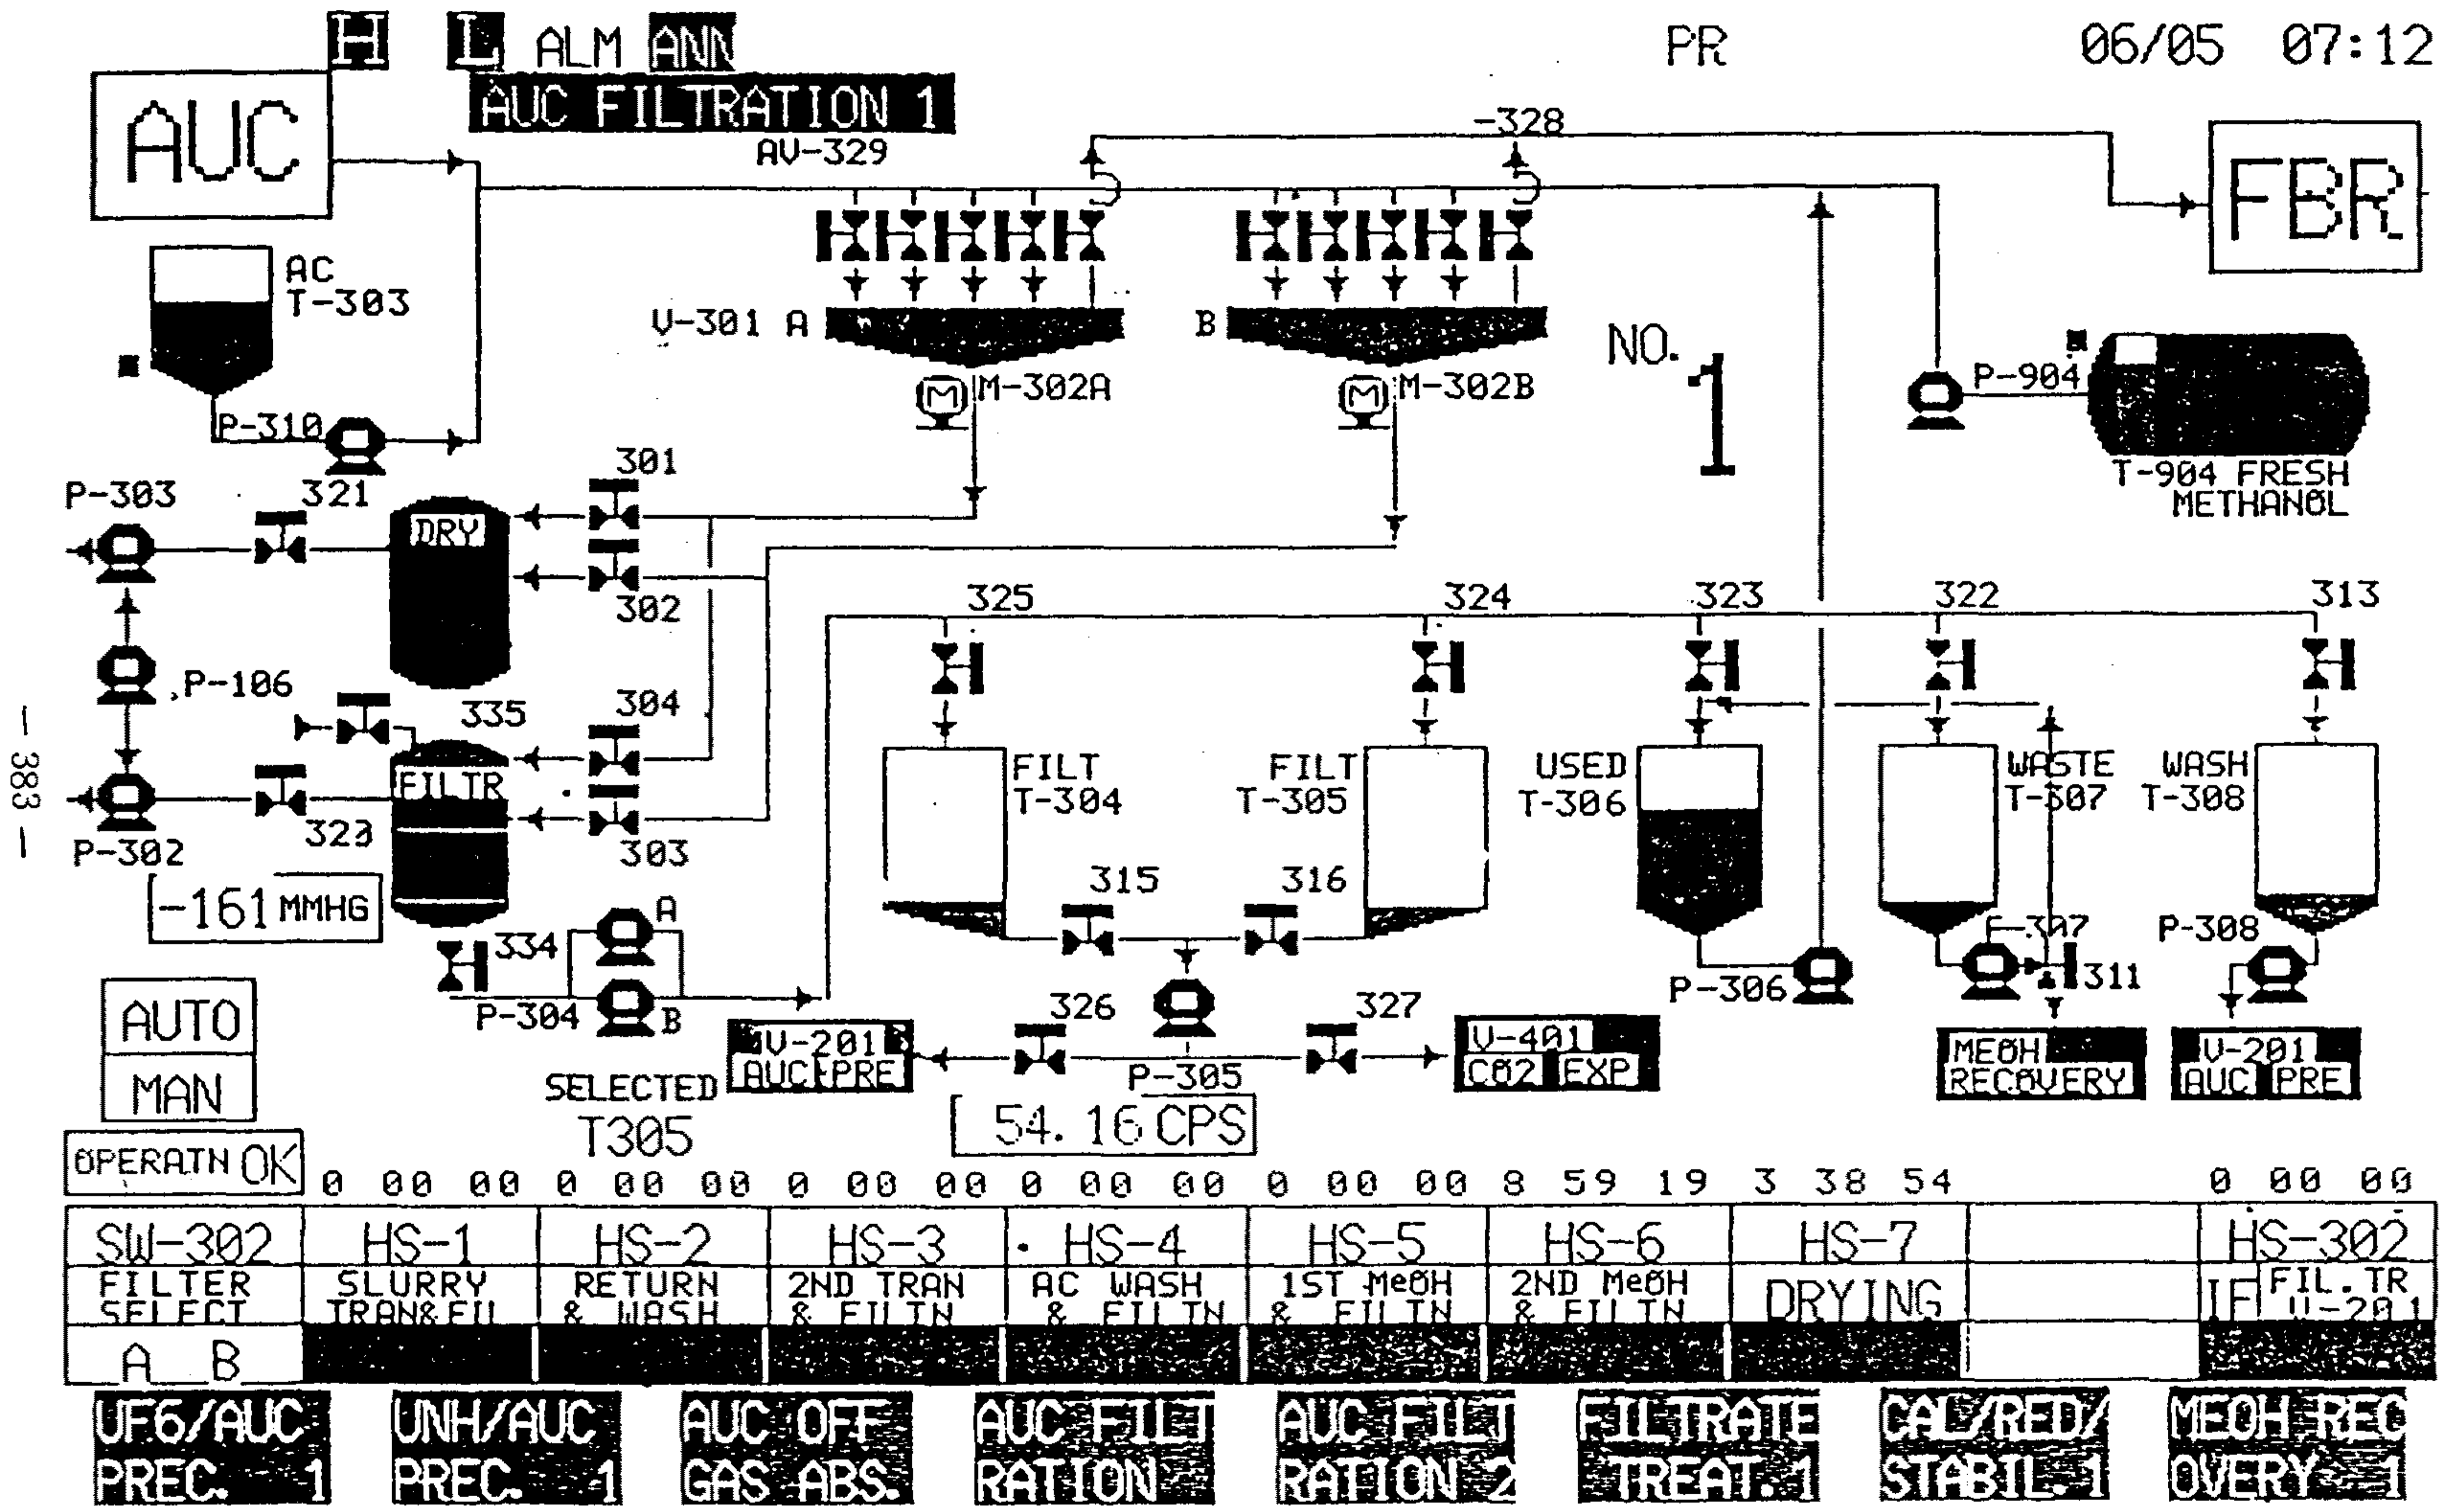 H L ALM ANN PR 06/05 07:12
AUC
AUC FILTRATION 1
AV-329
-328
FBR
AC
T-303
V-301 A
B
NO.
1
M-302A
M-302B
P-904
P-310
T-904 FRESH
METHANOL
P-303
321
301
DRY
302
325
324
323
322
313
P-106
335
304
FILTR
FILT
T-304
FILT
T-305
USED
T-306
WASTE
T-307
WASH
T-308
320
P-302
303
-161 MMHG
315
316
A
334
P-304
B
P-306
311
P-308
AUTO
MAN
326
327
V-201
AUC PRE
P-305
V-401
CO2 EXP
MEOH
RECOVERY
V-201
AUC PRE
SELECTED
T305
54.16 CPS
OPERATN OK
0 00 00 0 00 00 0 00 00 0 00 00 0 00 00 8 59 19 3 38 54 0 00 00
SW-302 HS-1 HS-2 HS-3 HS-4 HS-5 HS-6 HS-7 HS-302
FILTER SLURRY RETURN 2ND TRAN AC WASH 1ST MeOH 2ND MeOH DRYING FIL.TR
SELECT TRAN&FIL & WASH & FILTN & FILTN & FILTN & FILTN V-201
A B
UF6/AUC UNH/AUC AUC OFF AUC FILT AUC FILT FILTRATE CAL/RED/ MEOH REC
PREC. 1 PREC. 1 GAS ABS. RATION RATION 2 TREAT.1 STABIL.1 OVERY 1
- 383 -